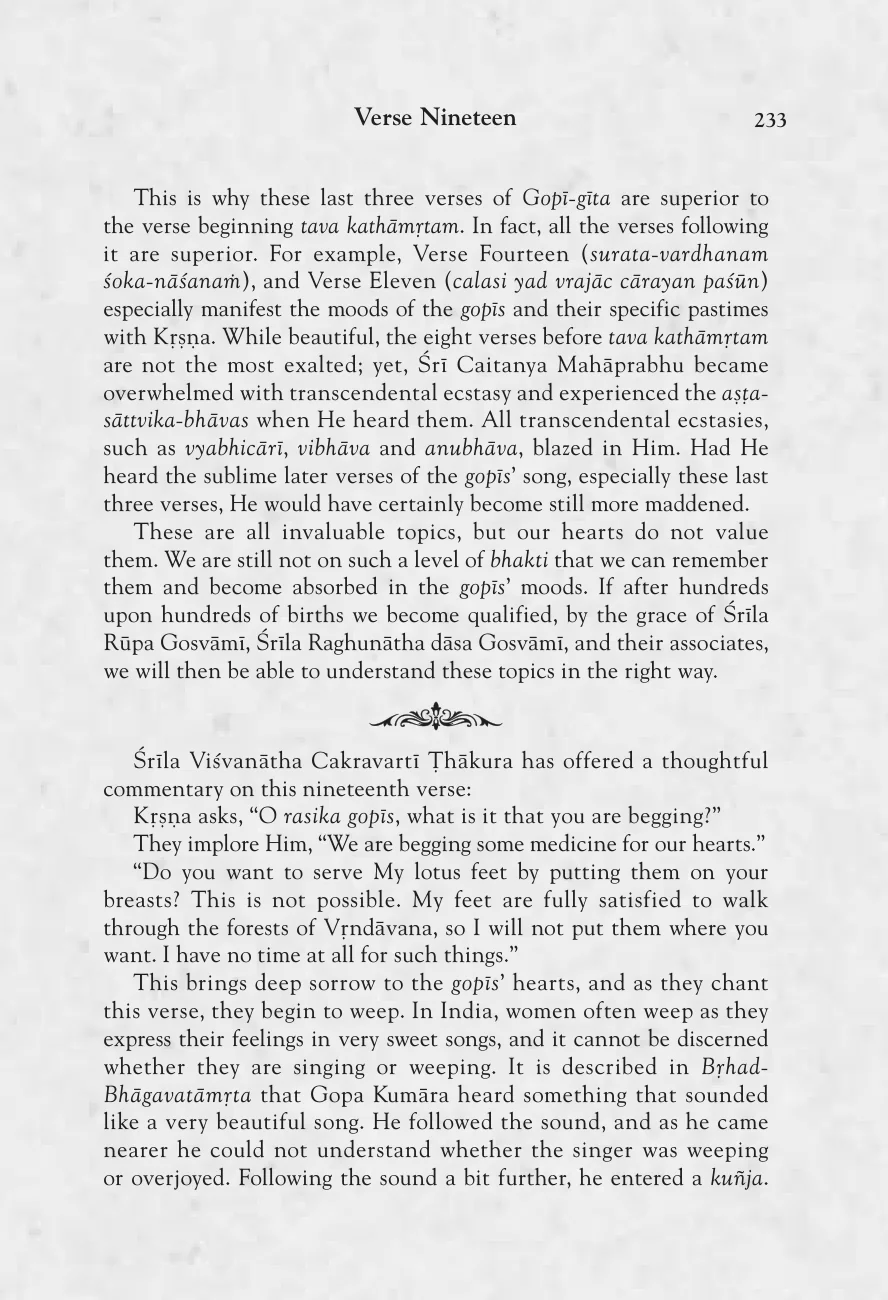 Verse Nineteen 233
This is why these last three verses of Gopī-gīta are superior to
the verse beginning tava kathāmṛtam. In fact, all the verses following
it are superior. For example, Verse Fourteen (surata-vardhanam
śoka-nāśanaṁ), and Verse Eleven (calasi yad vrajāc cārayan paśūn)
especially manifest the moods of the gopīs and their specific pastimes
with Kṛṣṇa. While beautiful, the eight verses before tava kathāmṛtam
are not the most exalted; yet, Śrī Caitanya Mahāprabhu became
overwhelmed with transcendental ecstasy and experienced the aṣṭa-
sāttvika-bhāvas when He heard them. All transcendental ecstasies,
such as vyabhicārī, vibhāva and anubhāva, blazed in Him. Had He
heard the sublime later verses of the gopīs’ song, especially these last
three verses, He would have certainly become still more maddened.
These are all invaluable topics, but our hearts do not value
them. We are still not on such a level of bhakti that we can remember
them and become absorbed in the gopīs’ moods. If after hundreds
upon hundreds of births we become qualified, by the grace of Śrīla
Rūpa Gosvāmī, Śrīla Raghunātha dāsa Gosvāmī, and their associates,
we will then be able to understand these topics in the right way.
Śrīla Viśvanātha Cakravartī Ṭhākura has offered a thoughtful
commentary on this nineteenth verse:
Kṛṣṇa asks, “O rasika gopīs, what is it that you are begging?”
They implore Him, “We are begging some medicine for our hearts.”
“Do you want to serve My lotus feet by putting them on your
breasts? This is not possible. My feet are fully satisfied to walk
through the forests of Vṛndāvana, so I will not put them where you
want. I have no time at all for such things.”
This brings deep sorrow to the gopīs’ hearts, and as they chant
this verse, they begin to weep. In India, women often weep as they
express their feelings in very sweet songs, and it cannot be discerned
whether they are singing or weeping. It is described in Bṛhad-
Bhāgavatāmṛta that Gopa Kumāra heard something that sounded
like a very beautiful song. He followed the sound, and as he came
nearer he could not understand whether the singer was weeping
or overjoyed. Following the sound a bit further, he entered a kuñja.